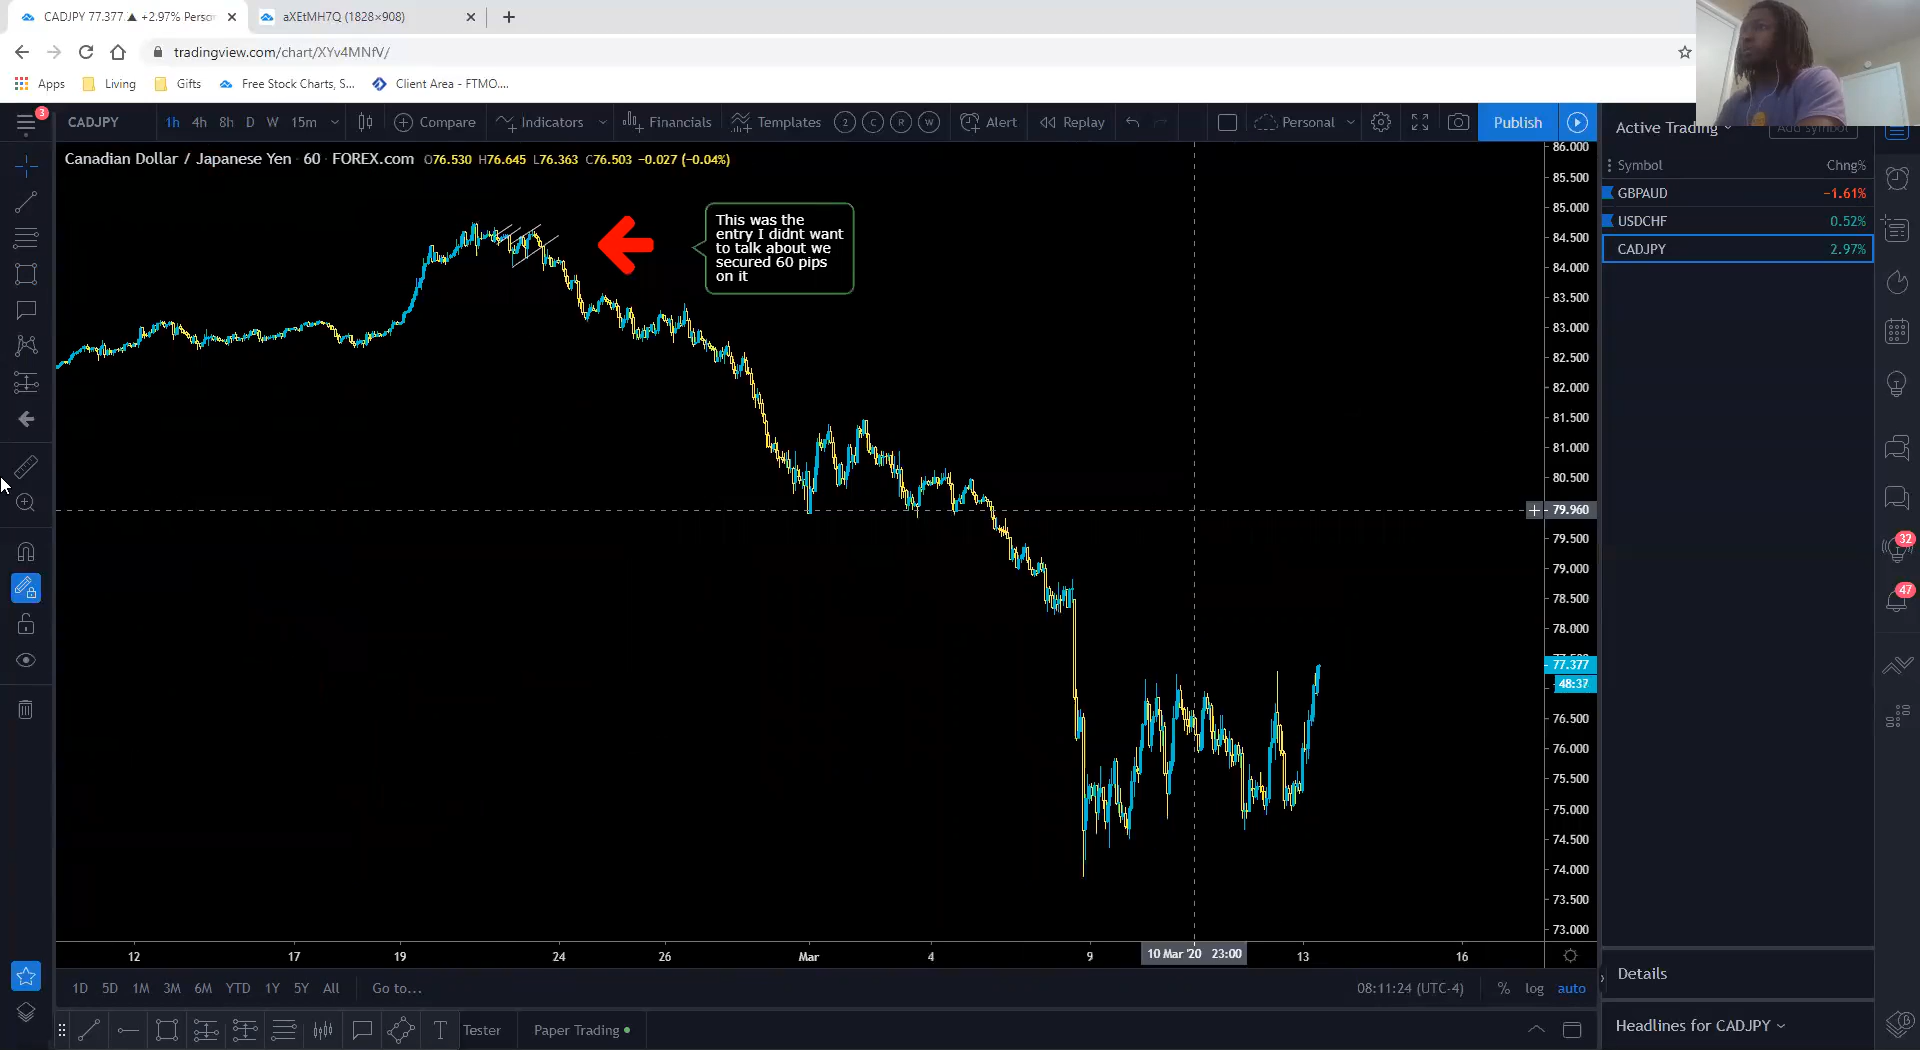 CADJPY 77.377 ▲ +2.97% Perso
aXEtMH7Q (1828×908)
tradingview.com/chart/XYv4MNfV/
Apps
Living
Gifts
Free Stock Charts, S...
Client Area - FTMO....
3
CADJPY
1h
4h
8h
D
W
15m
Compare
Indicators
Financials
Templates
2
C
R
W
Alert
Replay
Personal
Publish
Active Trading
Add symbol
Canadian Dollar / Japanese Yen · 60 · FOREX.com O76.530 H76.645 L76.363 C76.503 −0.027 (−0.04%)
Symbol
Chng%
GBPAUD −1.61%
USDCHF 0.52%
CADJPY 2.97%
This was the
entry I didnt want
to talk about we
secured 60 pips
on it
86.000
85.500
85.000
84.500
84.000
83.500
83.000
82.500
82.000
81.500
81.000
80.500
79.960
79.500
79.000
78.500
78.000
77.377
48:37
76.500
76.000
75.500
75.000
74.500
74.000
73.500
73.000
32
47
12
17
19
24
26
Mar
4
9
10 Mar '20 23:00
13
16
1D
5D
1M
3M
6M
YTD
1Y
5Y
All
Go to...
08:11:24 (UTC-4)
%
log
auto
Details
T
Tester
Paper Trading
Headlines for CADJPY